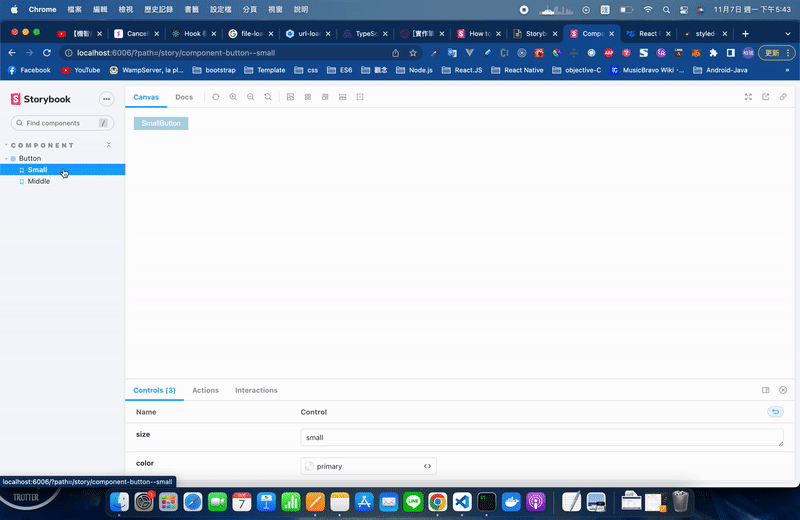 Chrome 檔案 編輯 檢視 歷史記錄 書籤 設定檔 分頁 視窗 說明 11月7日 週一 下午5:43
【機智 Cancel Hook 的 file-loa url-loa TypeSc [實作筆 How to Storyb Compo React I styled
localhost:6006/?path=/story/component-button--small 更新
Facebook YouTube WampServer, la pl... bootstrap Template css ES6 觀念 Node.js React.JS React Native objective-C MusicBravo Wiki -... Android-Java »
Storybook
Find components /
COMPONENT
Button
Small
Middle
Canvas Docs
SmallButton
Controls (3) Actions Interactions
Name Control
size small
color primary
localhost:6006/?path=/story/component-button--small
TROTTER